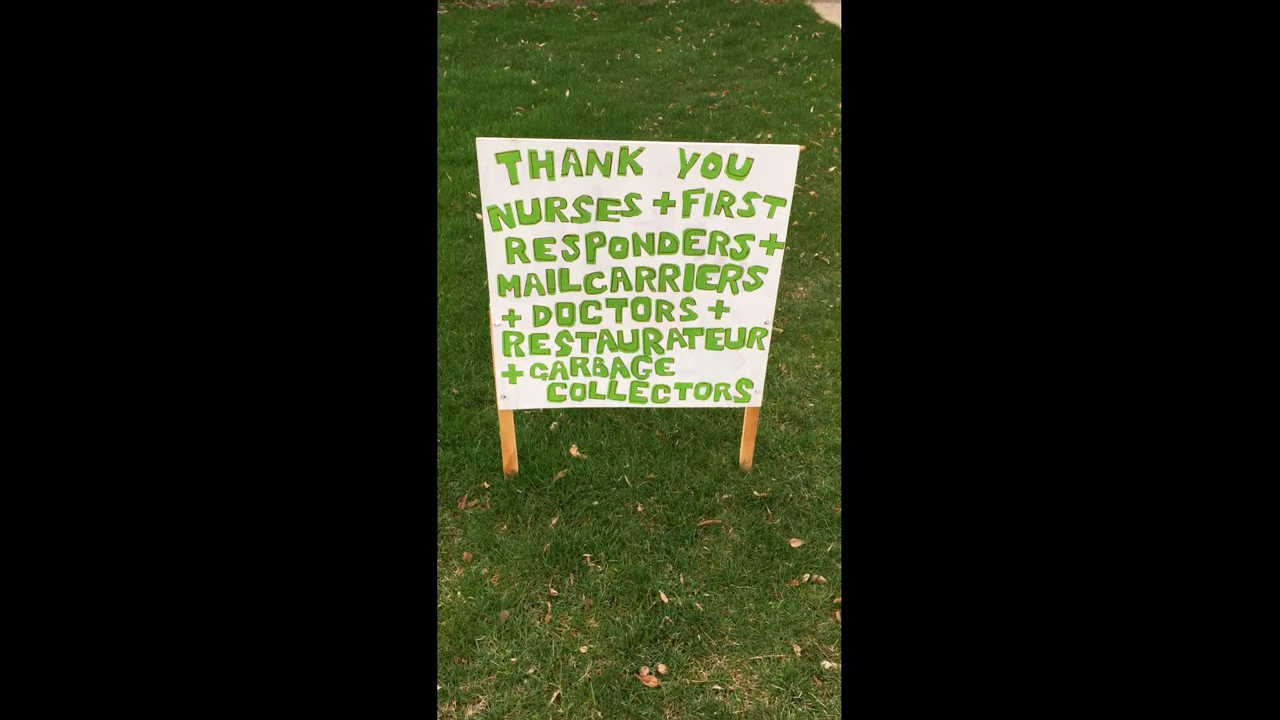 THANK YOU
NURSES + FIRST
RESPONDERS +
MAILCARRIERS
+ DOCTORS +
RESTAURATEUR
+ GARBAGE
COLLECTORS